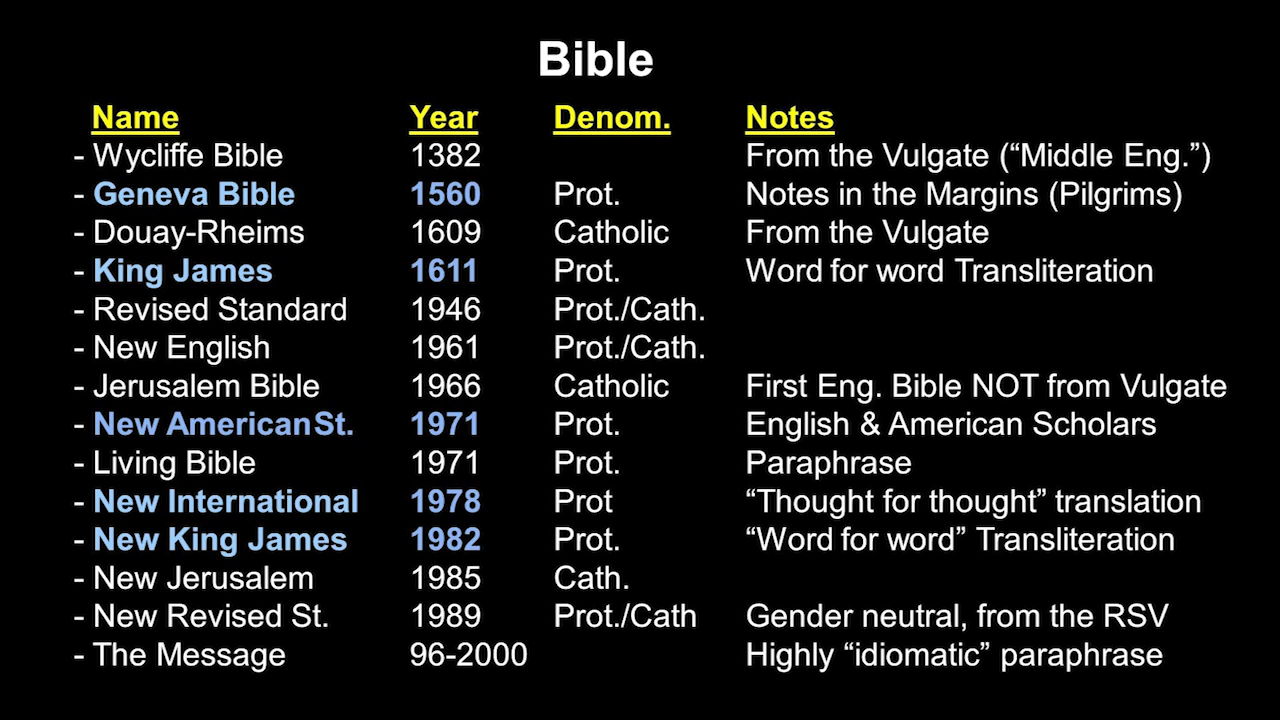 Bible
Name Year Denom. Notes
- Wycliffe Bible 1382 From the Vulgate (“Middle Eng.”)
- Geneva Bible 1560 Prot. Notes in the Margins (Pilgrims)
- Douay-Rheims 1609 Catholic From the Vulgate
- King James 1611 Prot. Word for word Transliteration
- Revised Standard 1946 Prot./Cath.
- New English 1961 Prot./Cath.
- Jerusalem Bible 1966 Catholic First Eng. Bible NOT from Vulgate
- New American St. 1971 Prot. English & American Scholars
- Living Bible 1971 Prot. Paraphrase
- New International 1978 Prot “Thought for thought” translation
- New King James 1982 Prot. “Word for word” Transliteration
- New Jerusalem 1985 Cath.
- New Revised St. 1989 Prot./Cath Gender neutral, from the RSV
- The Message 96-2000 Highly “idiomatic” paraphrase